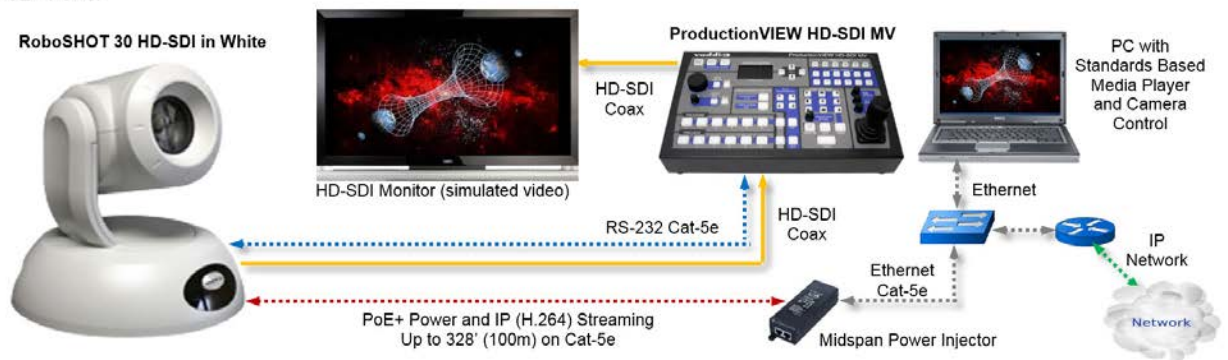 RoboSHOT 30 HD-SDI in White
ProductionVIEW HD-SDI MV
PC with
Standards Based
Media Player
and Camera
Control
HD-SDI
Coax
HD-SDI Monitor (simulated video)
Ethernet
RS-232 Cat-5e
HD-SDI
Coax
IP
Network
Ethernet
Cat-5e
PoE+ Power and IP (H.264) Streaming
Up to 328' (100m) on Cat-5e
Midspan Power Injector
Network